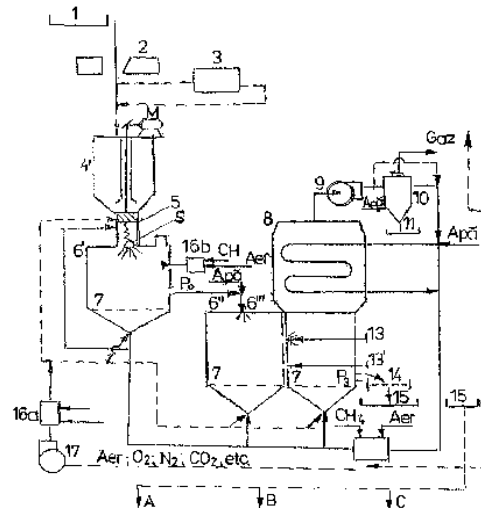 1
2
3
M
4'
Gaz
9
5
Apă
10
S
8
11
6'
16b
CH
Aer
Apă
Apă
P₀
7
6"
6'''
13
13'
7
7
P₃
14
15
15
16a
CH₄
Aer
17
Aer, O₂, N₂, CO₂, etc
A
B
C